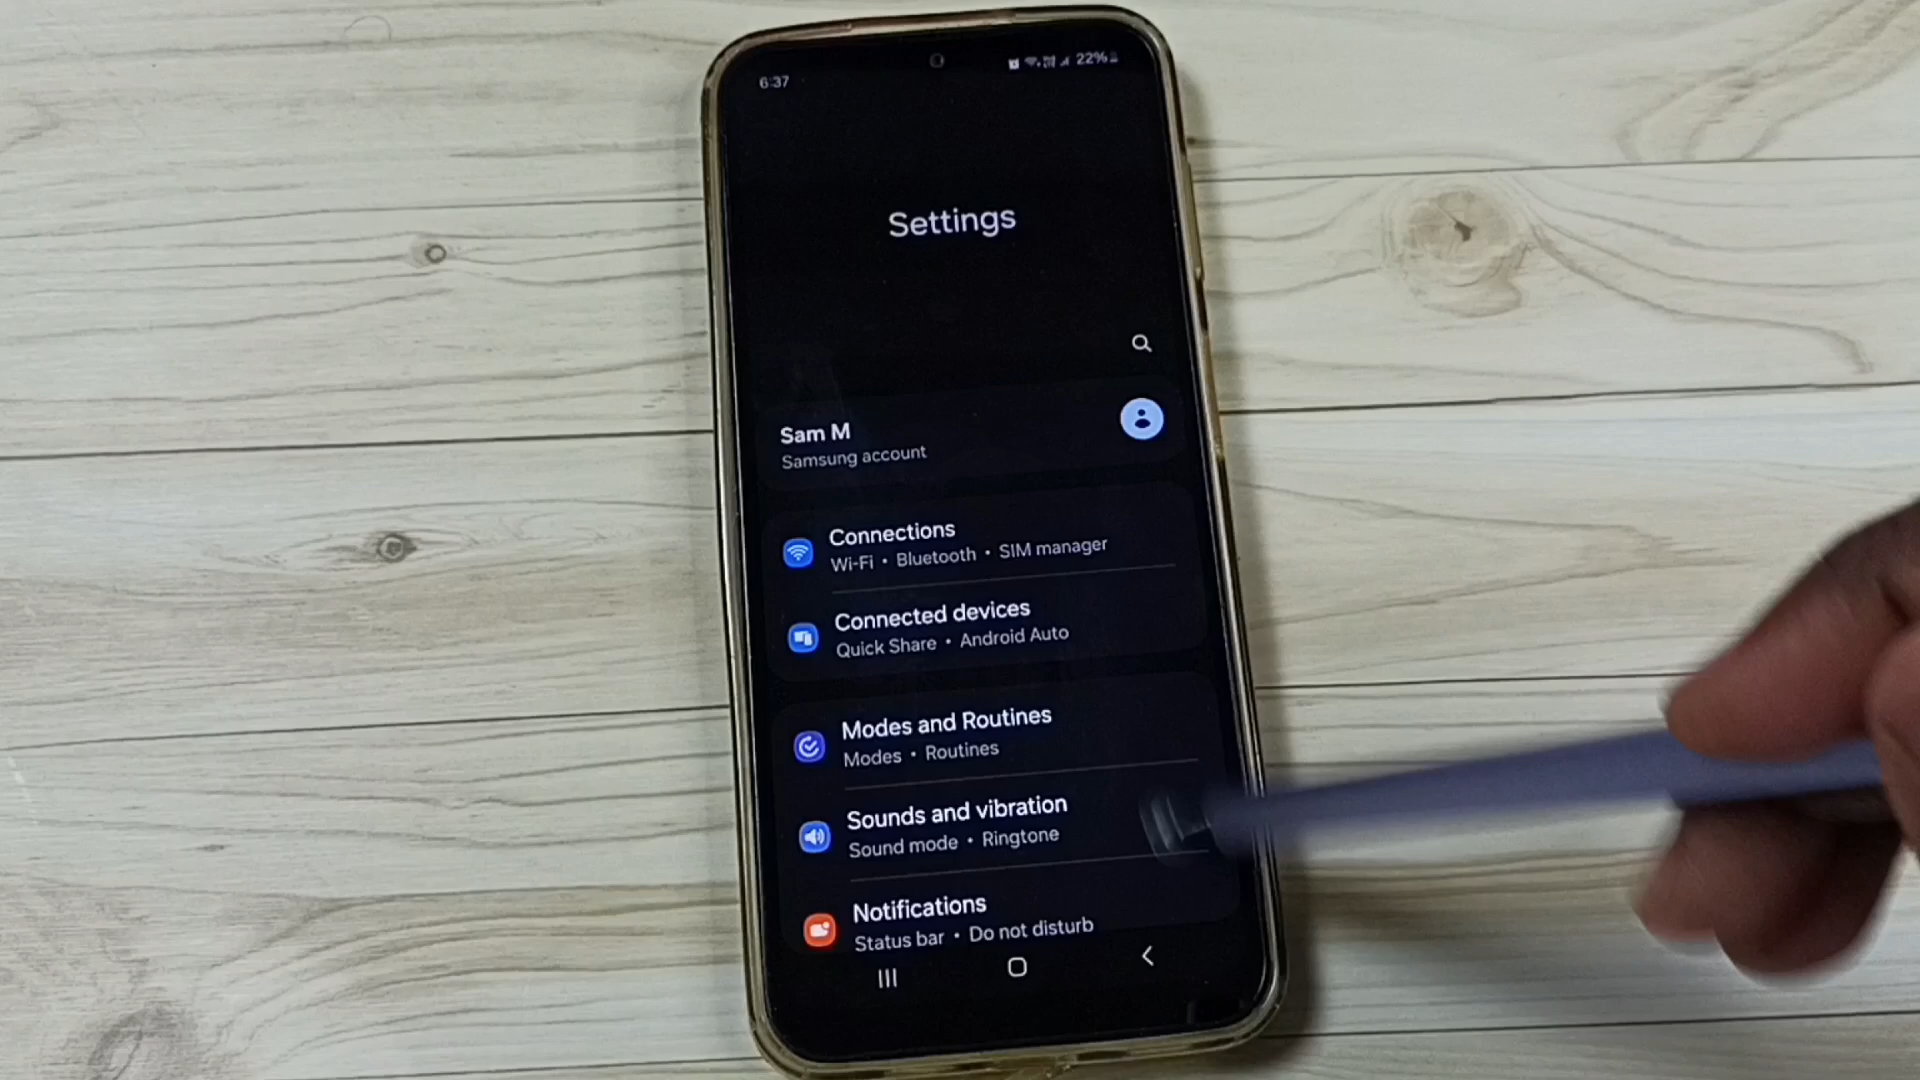 6:37
22%
Settings
Sam M
Samsung account
Connections
Wi-Fi • Bluetooth • SIM manager
Connected devices
Quick Share • Android Auto
Modes and Routines
Modes • Routines
Sounds and vibration
Sound mode • Ringtone
Notifications
Status bar • Do not disturb